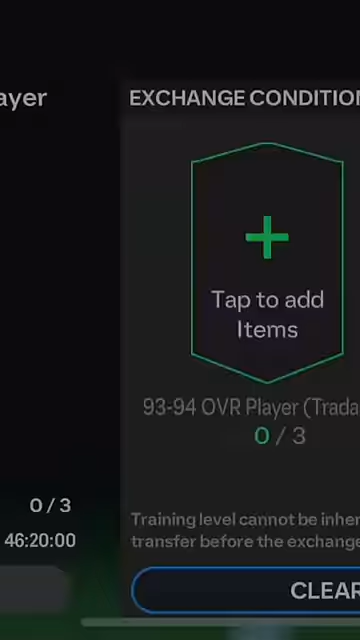 ayer
EXCHANGE CONDITION
Tap to add
Items
93-94 OVR Player (Trada
0 / 3
0 / 3
46:20:00
Training level cannot be inher
transfer before the exchange
CLEAR